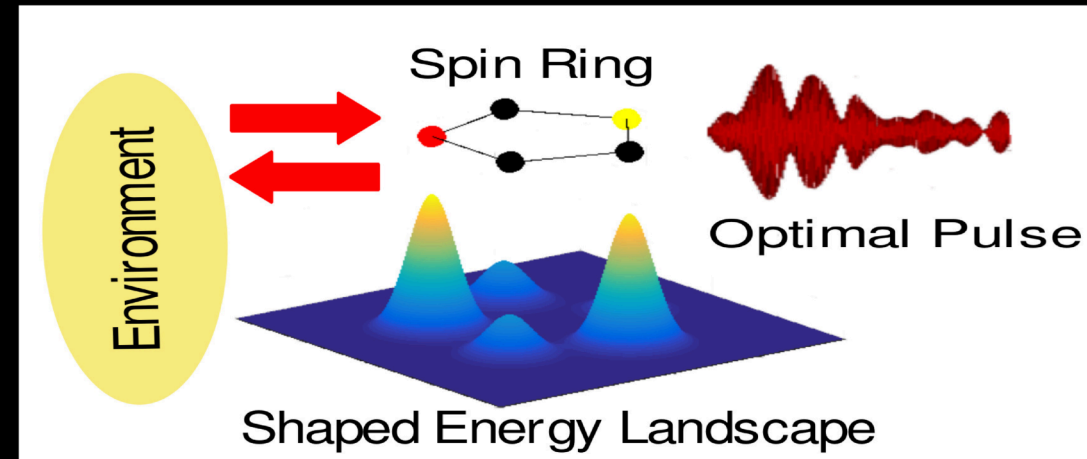 Spin Ring
Environment
Optimal Pulse
Shaped Energy Landscape